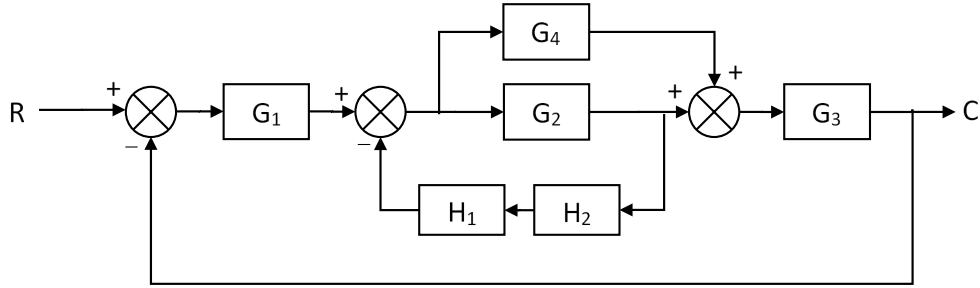 G₄
+
+
+
+
R
G₁
G₂
G₃
C
−
−
H₁
H₂